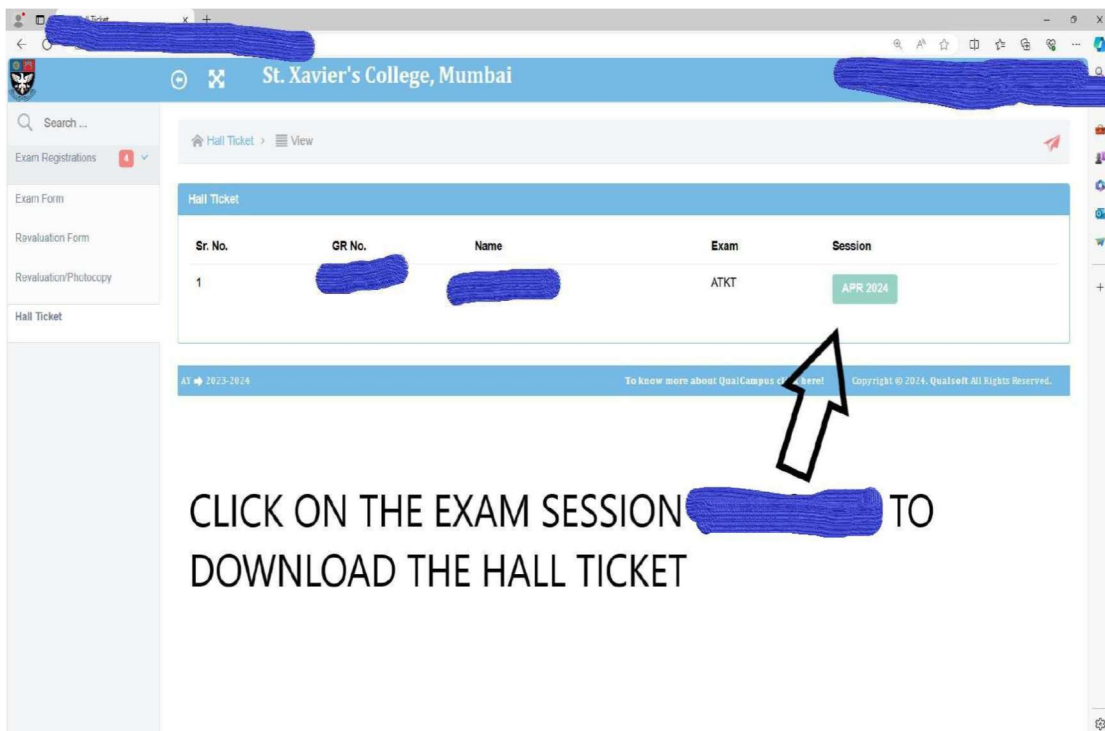 Hall Ticket
St. Xavier's College, Mumbai
Search ...
Hall Ticket > View
Exam Registrations 4
Exam Form
Hall Ticket
Revaluation Form
Sr. No. GR No. Name Exam Session
Revaluation/Photocopy
1 ATKT APR 2024
Hall Ticket
AY 2023-2024 To know more about QualCampus here! Copyright © 2024. Qualsoft All Rights Reserved.
CLICK ON THE EXAM SESSION TO
DOWNLOAD THE HALL TICKET